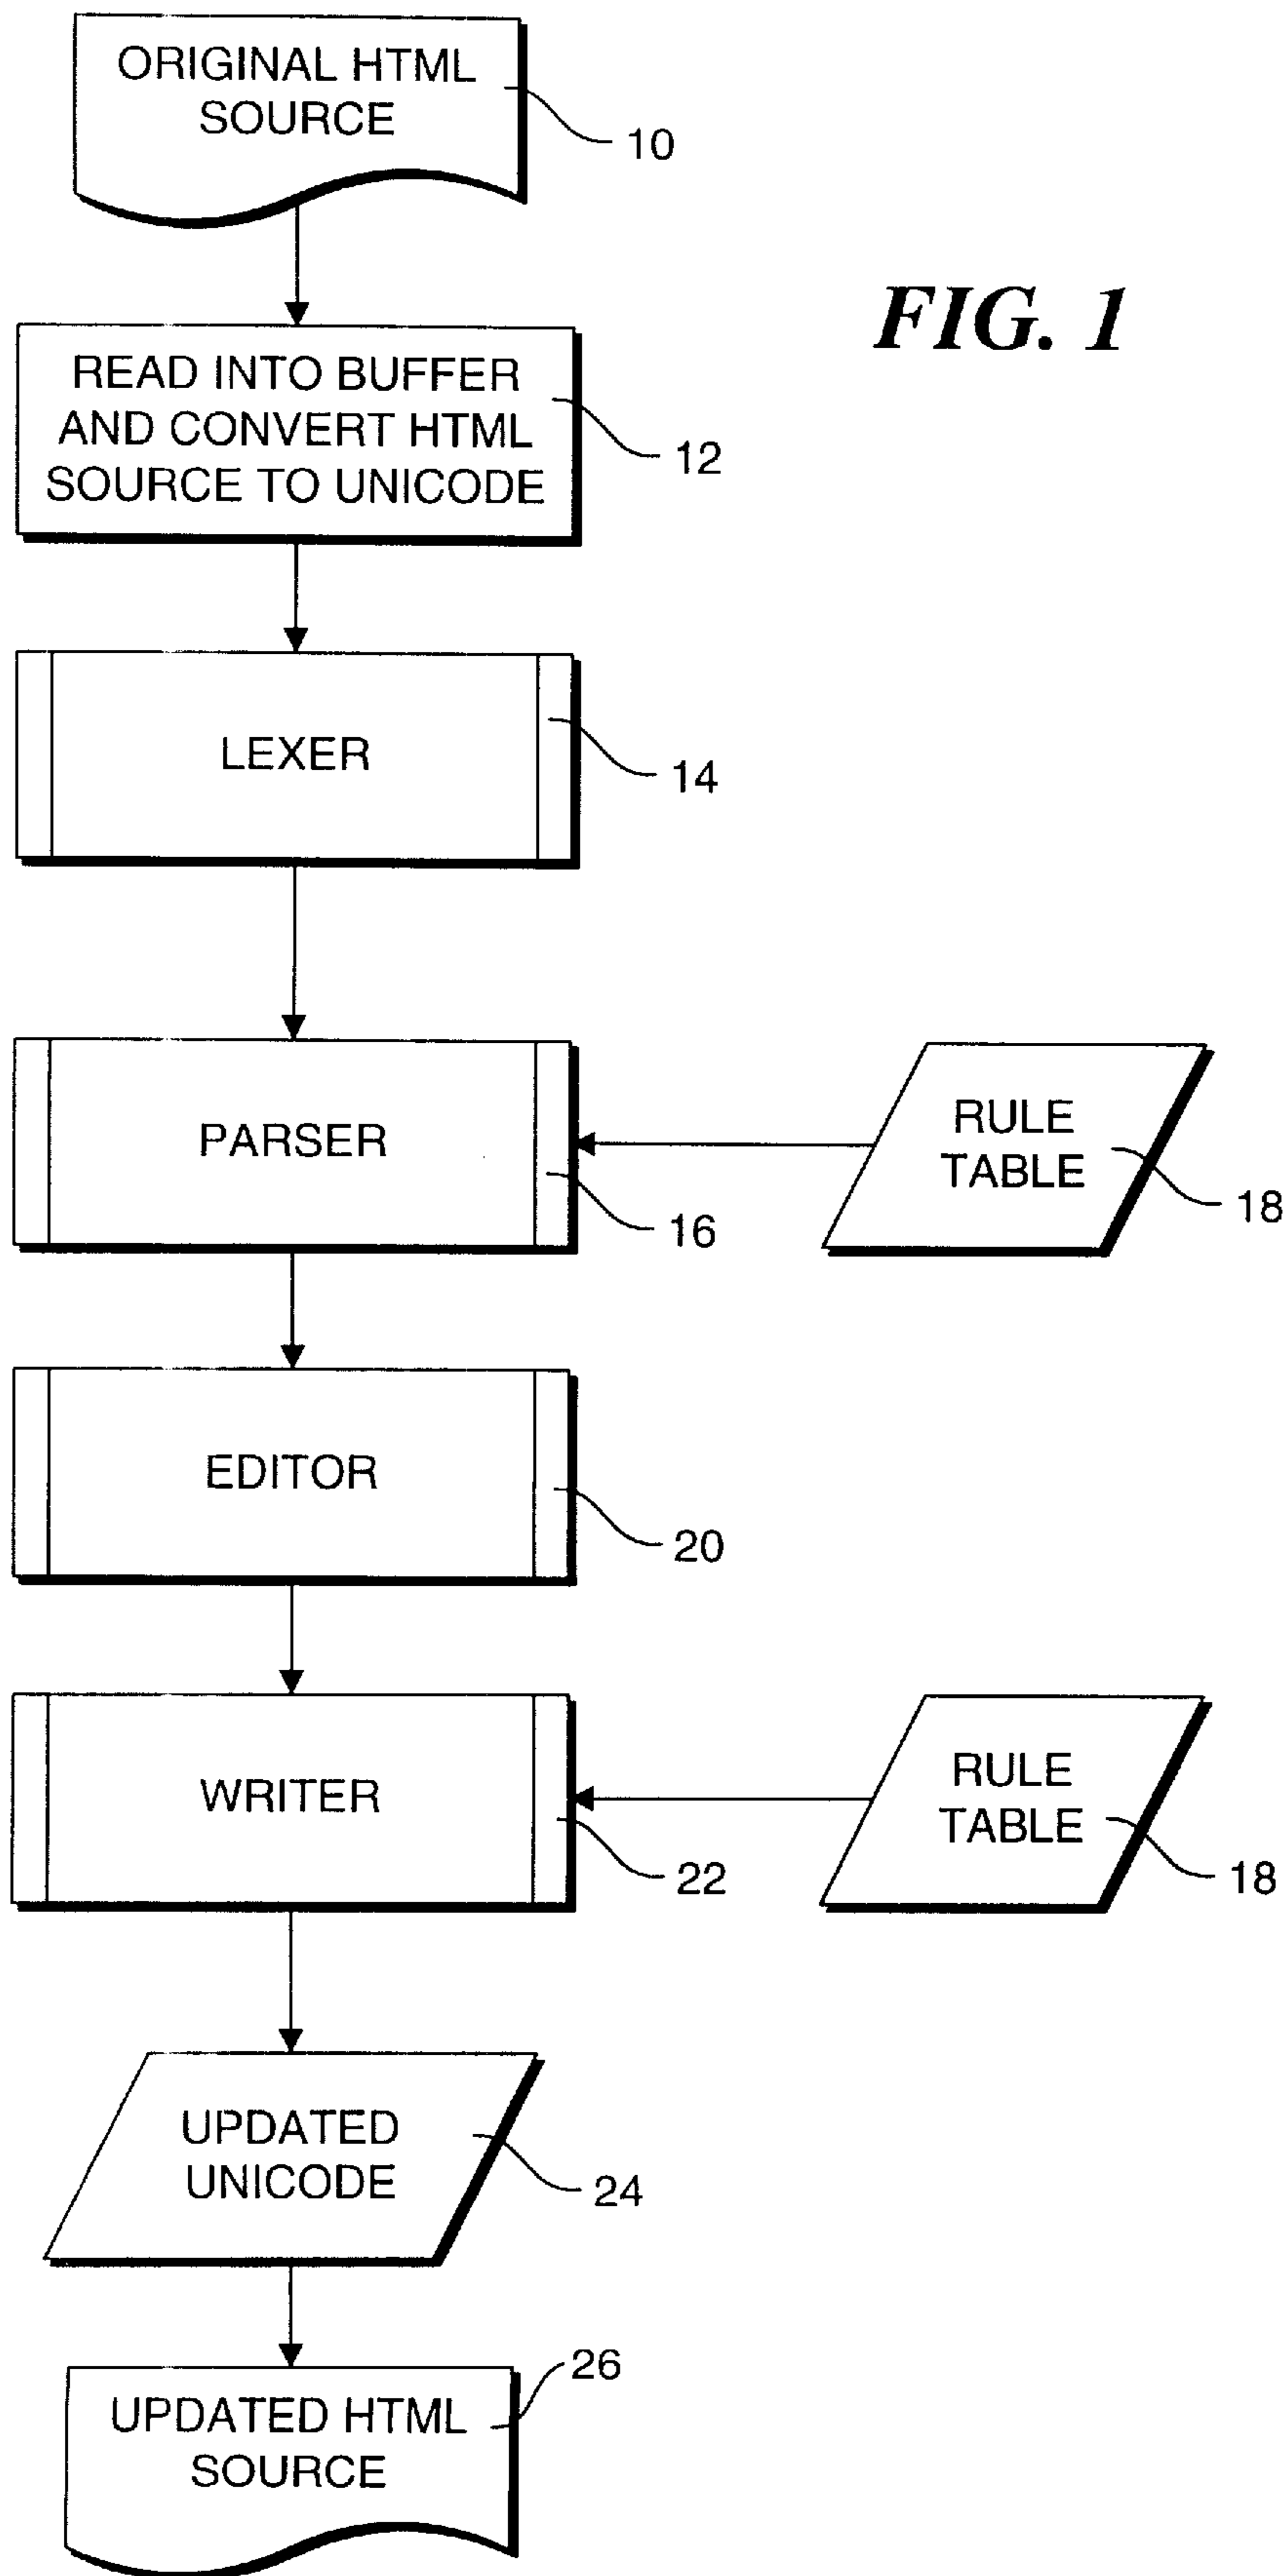 ORIGINAL HTML
SOURCE
10
FIG. 1
READ INTO BUFFER
AND CONVERT HTML
SOURCE TO UNICODE
12
LEXER
14
PARSER
16
RULE
TABLE
18
EDITOR
20
WRITER
22
RULE
TABLE
18
UPDATED
UNICODE
24
26
UPDATED HTML
SOURCE